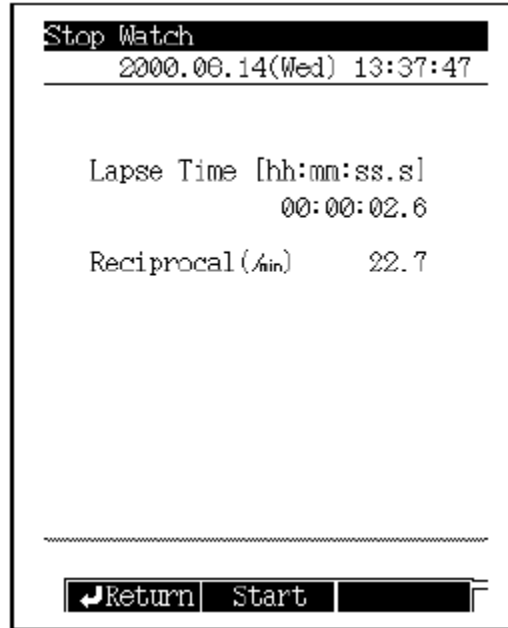 Stop Watch
2000.06.14(Wed) 13:37:47
Lapse Time [hh:mm:ss.s]
00:00:02.6
Reciprocal(/min) 22.7
↵Return Start